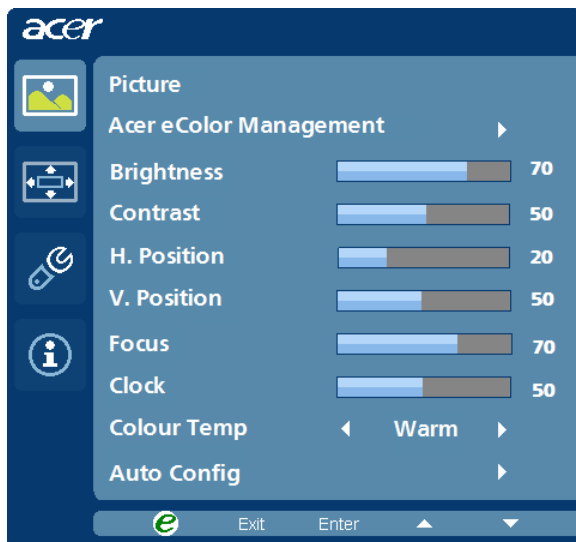 acer
Picture
Acer eColor Management
Brightness 70
Contrast 50
H. Position 20
V. Position 50
Focus 70
Clock 50
Colour Temp Warm
Auto Config
e Exit Enter